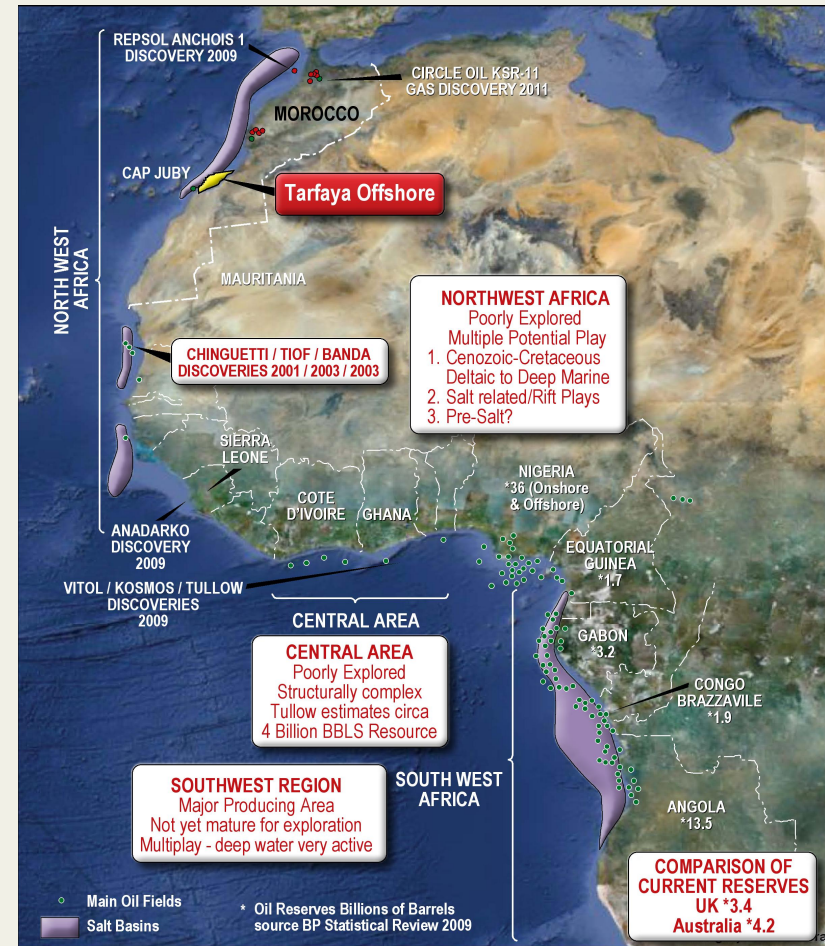 REPSOL ANCHOIS 1
DISCOVERY 2009
CIRCLE OIL KSR-11
GAS DISCOVERY 2011
MOROCCO
CAP JUBY
Tarfaya Offshore
NORTH WEST
AFRICA
MAURITANIA
NORTHWEST AFRICA
Poorly Explored
Multiple Potential Play
1. Cenozoic-Cretaceous
Deltaic to Deep Marine
2. Salt related/Rift Plays
3. Pre-Salt?
CHINGUETTI / TIOF / BANDA
DISCOVERIES 2001 / 2003 / 2003
SIERRA
LEONE
COTE
D'IVOIRE
GHANA
NIGERIA
*36 (Onshore
& Offshore)
ANADARKO
DISCOVERY
2009
EQUATORIAL
GUINEA
*1.7
VITOL / KOSMOS / TULLOW
DISCOVERIES
2009
CENTRAL AREA
GABON
*3.2
CENTRAL AREA
Poorly Explored
Structurally complex
Tullow estimates circa
4 Billion BBLS Resource
CONGO
BRAZZAVILE
*1.9
SOUTH WEST
AFRICA
SOUTHWEST REGION
Major Producing Area
Not yet mature for exploration
Multiplay - deep water very active
ANGOLA
*13.5
COMPARISON OF
CURRENT RESERVES
UK *3.4
Australia *4.2
Main Oil Fields
Salt Basins
* Oil Reserves Billions of Barrels
source BP Statistical Review 2009